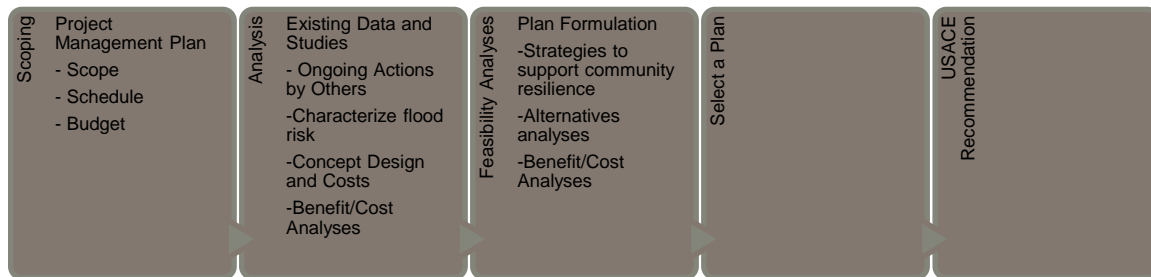 Scoping
Project
Management Plan
- Scope
- Schedule
- Budget
Analysis
Existing Data and
Studies
- Ongoing Actions
by Others
-Characterize flood
risk
-Concept Design
and Costs
-Benefit/Cost
Analyses
Feasibility Analyses
Plan Formulation
-Strategies to
support community
resilience
-Alternatives
analyses
-Benefit/Cost
Analyses
Select a Plan
USACE
Recommendation